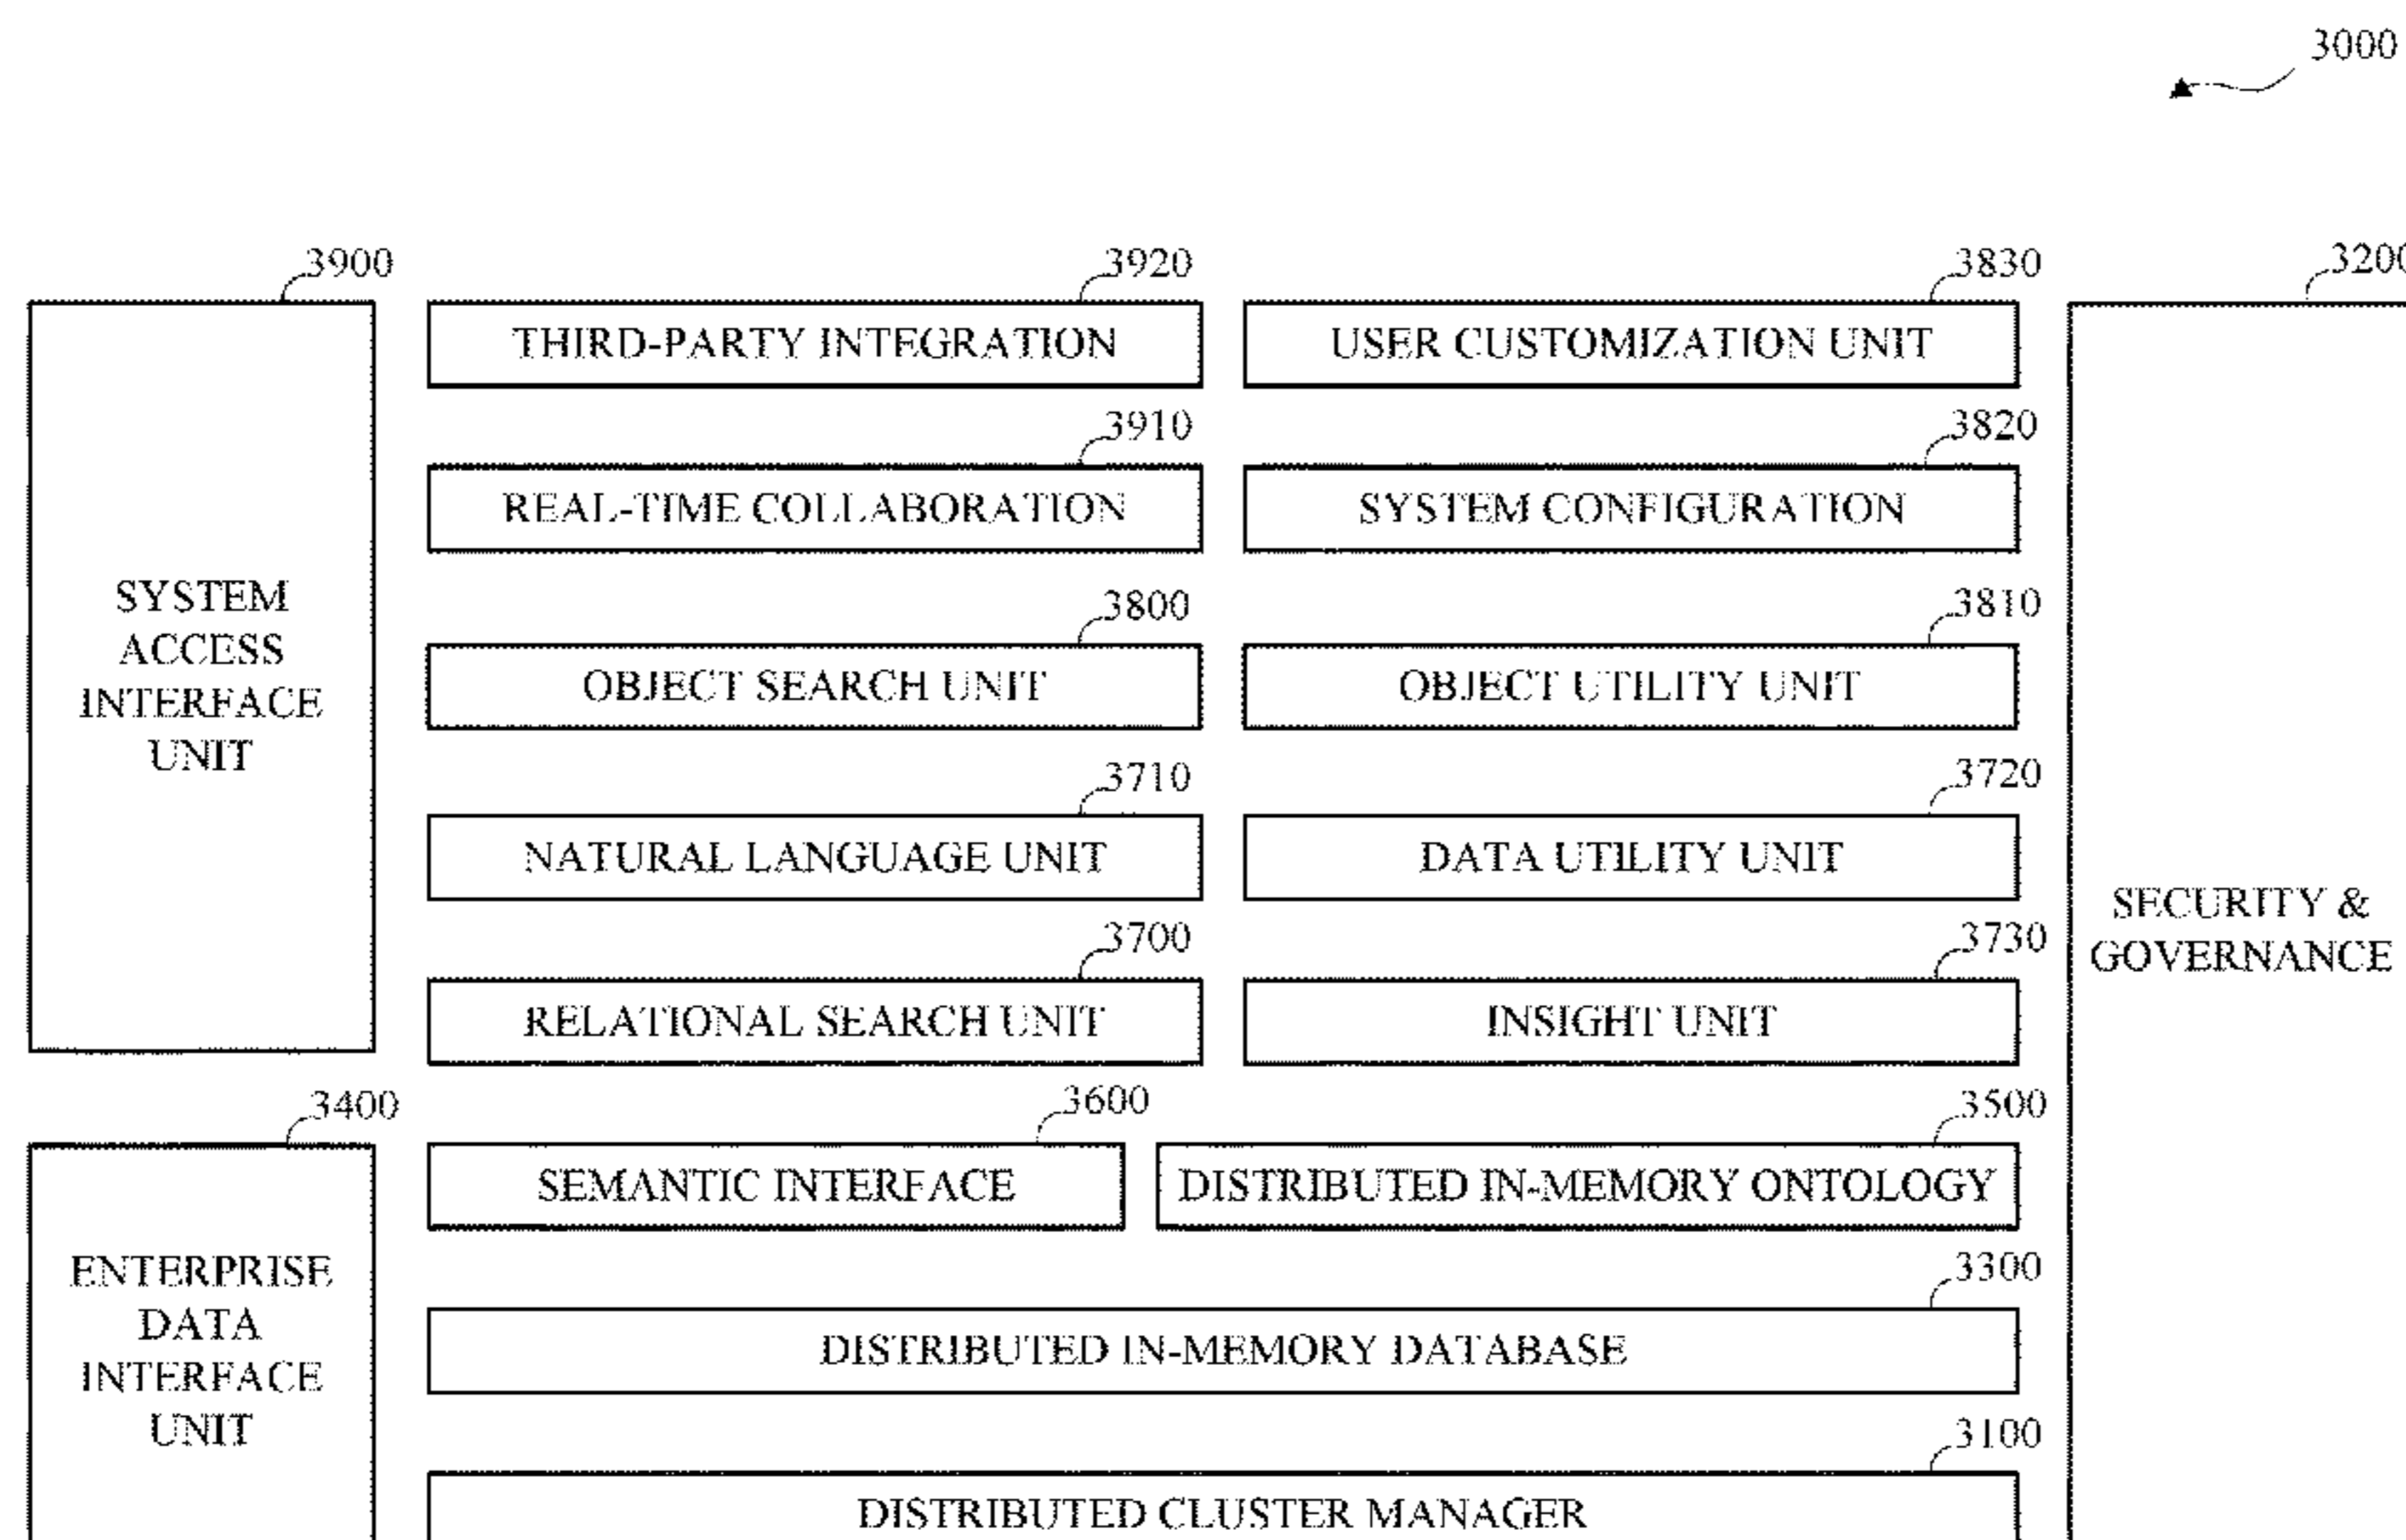 3000
3900
3920
3830
3200
THIRD-PARTY INTEGRATION
USER CUSTOMIZATION UNIT
3910
3820
REAL-TIME COLLABORATION
SYSTEM CONFIGURATION
SYSTEM
ACCESS
INTERFACE
UNIT
3800
3810
OBJECT SEARCH UNIT
OBJECT UTILITY UNIT
3710
3720
NATURAL LANGUAGE UNIT
DATA UTILITY UNIT
SECURITY &
GOVERNANCE
3700
3730
RELATIONAL SEARCH UNIT
INSIGHT UNIT
3400
3600
3500
SEMANTIC INTERFACE
DISTRIBUTED IN-MEMORY ONTOLOGY
ENTERPRISE
DATA
INTERFACE
UNIT
3300
DISTRIBUTED IN-MEMORY DATABASE
3100
DISTRIBUTED CLUSTER MANAGER